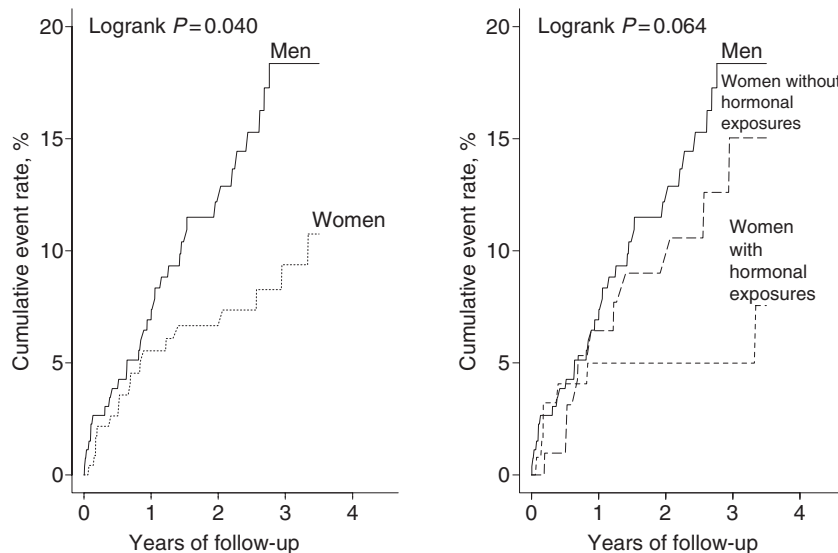 Logrank P=0.040
Men
Women
20
15
10
5
0
Cumulative event rate, %
0 1 2 3 4
Years of follow-up
Logrank P=0.064
Men
Women without
hormonal
exposures
Women
with
hormonal
exposures
20
15
10
5
0
Cumulative event rate, %
0 1 2 3 4
Years of follow-up